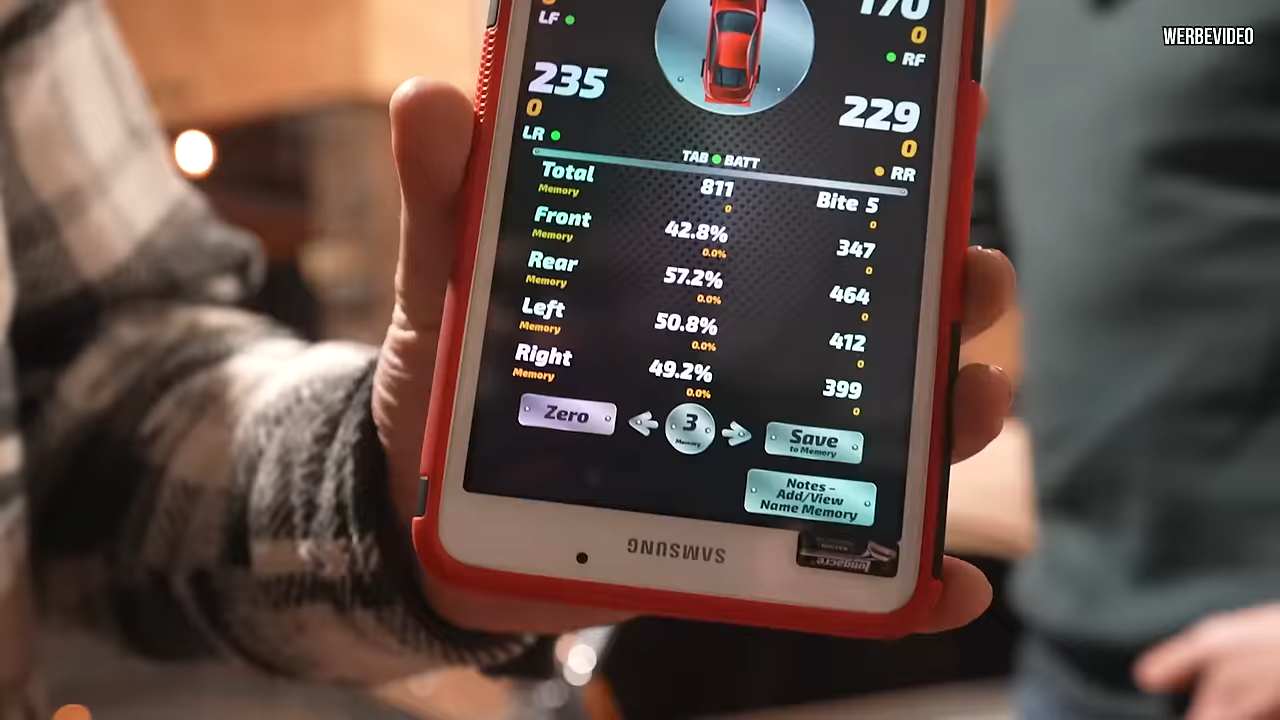 WERBEVIDEO
170
0
LF
RF
235
229
0
0
LR
RR
TAB BATT
Total 811 Bite 5
Memory 0 0
Front 42.8% 347
Memory 0.0% 0
Rear 57.2% 464
Memory 0.0% 0
Left 50.8% 412
Memory 0.0% 0
Right 49.2% 399
Memory 0.0% 0
Zero
3
Memory
Save
to Memory
Notes -
Add/View
Name Memory
SAMSUNG
longacre